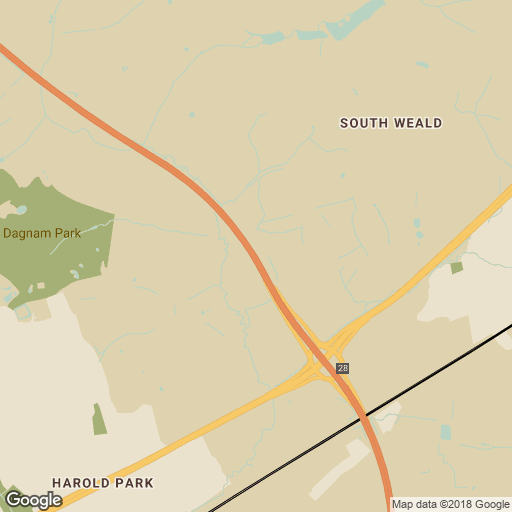 SOUTH WEALD
Dagnam Park
28
HAROLD PARK
Google
Map data ©2018 Google